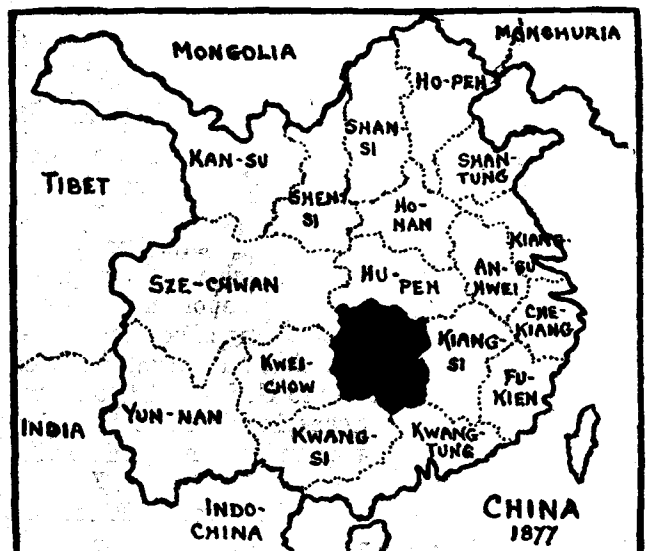 MONGOLIA
MANCHURIA
HO-PEH
SHAN-
SI
KAN-SU
SHAN-
TUNG
TIBET
SHEN-
SI
HO-
NAN
KIANG-
SU
SZE-CHWAN
HU-
PEH
AN-
HWEI
CHE-
KIANG
KIANG-
SI
KWEI-
CHOW
FU-
KIEN
YUN-NAN
INDIA
KWANG-
SI
KWANG-
TUNG
INDO-
CHINA
CHINA
1877